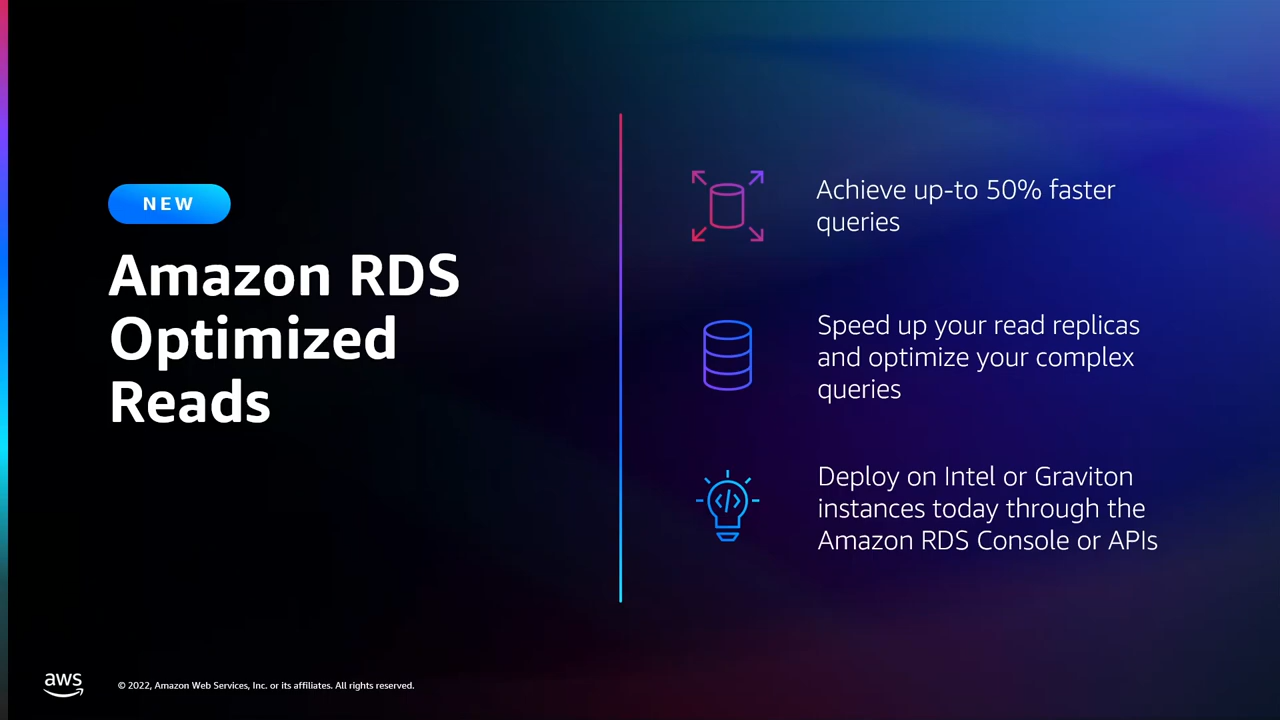 NEW
Amazon RDS
Optimized
Reads
Achieve up-to 50% faster
queries
Speed up your read replicas
and optimize your complex
queries
</>
Deploy on Intel or Graviton
instances today through the
Amazon RDS Console or APIs
aws
© 2022, Amazon Web Services, Inc. or its affiliates. All rights reserved.